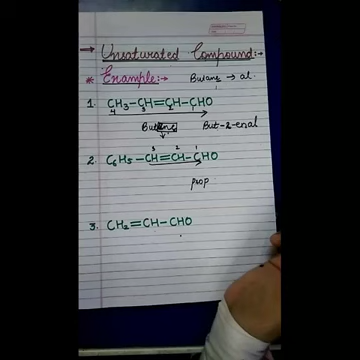 ⇒ Unsaturated Compound :-
* Example :→ Butane → al.
1. CH₃–CH=CH–CHO
4 3 2 1
But-2-enal
3 2 1
2. C₆H₅–CH=CH–CHO
prop
3. CH₂=CH–CHO